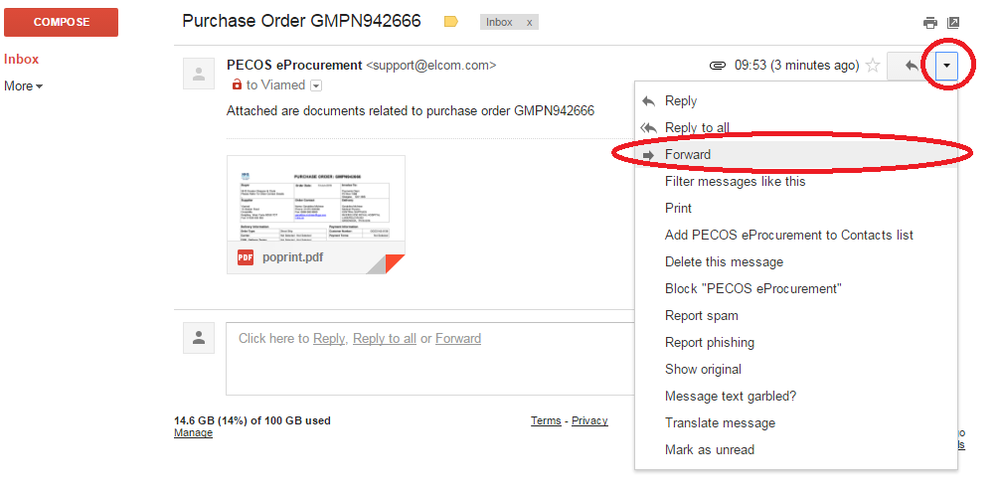 COMPOSE
Inbox
More
Purchase Order GMPN942666
Inbox x
PECOS eProcurement <support@elcom.com>
09:53 (3 minutes ago)
to Viamed
Attached are documents related to purchase order GMPN942666
PURCHASE ORDER: GMPN942666
PDF poprint.pdf
Click here to Reply, Reply to all or Forward
14.6 GB (14%) of 100 GB used
Manage
Terms - Privacy
Reply
Reply to all
Forward
Filter messages like this
Print
Add PECOS eProcurement to Contacts list
Delete this message
Block "PECOS eProcurement"
Report spam
Report phishing
Show original
Message text garbled?
Translate message
Mark as unread